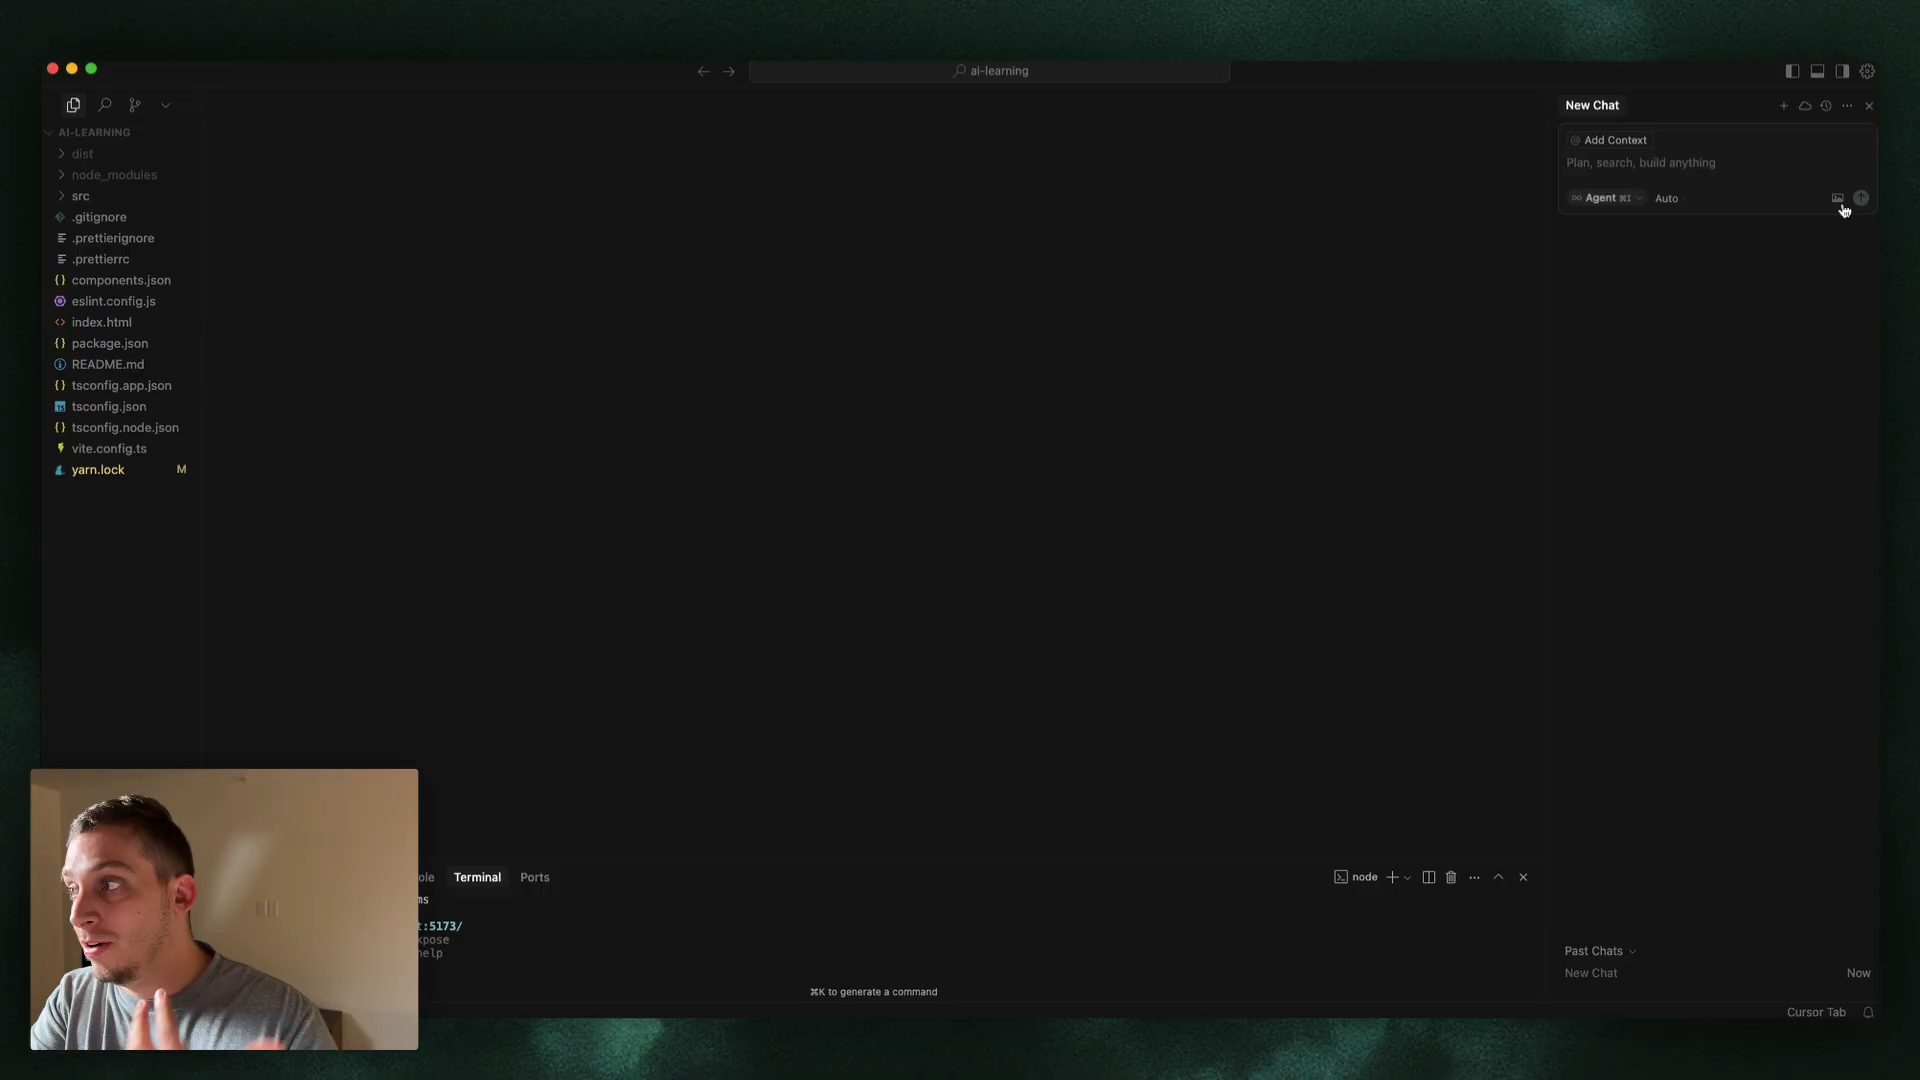 ai-learning
AI-LEARNING
dist
node_modules
src
.gitignore
.prettierignore
.prettierrc
components.json
eslint.config.js
index.html
package.json
README.md
tsconfig.app.json
tsconfig.json
tsconfig.node.json
vite.config.ts
yarn.lock M
New Chat
@ Add Context
Plan, search, build anything
Agent ⌘I Auto
ole Terminal Ports
node
ms
t:5173/
xpose
help
⌘K to generate a command
Past Chats
New Chat Now
Cursor Tab